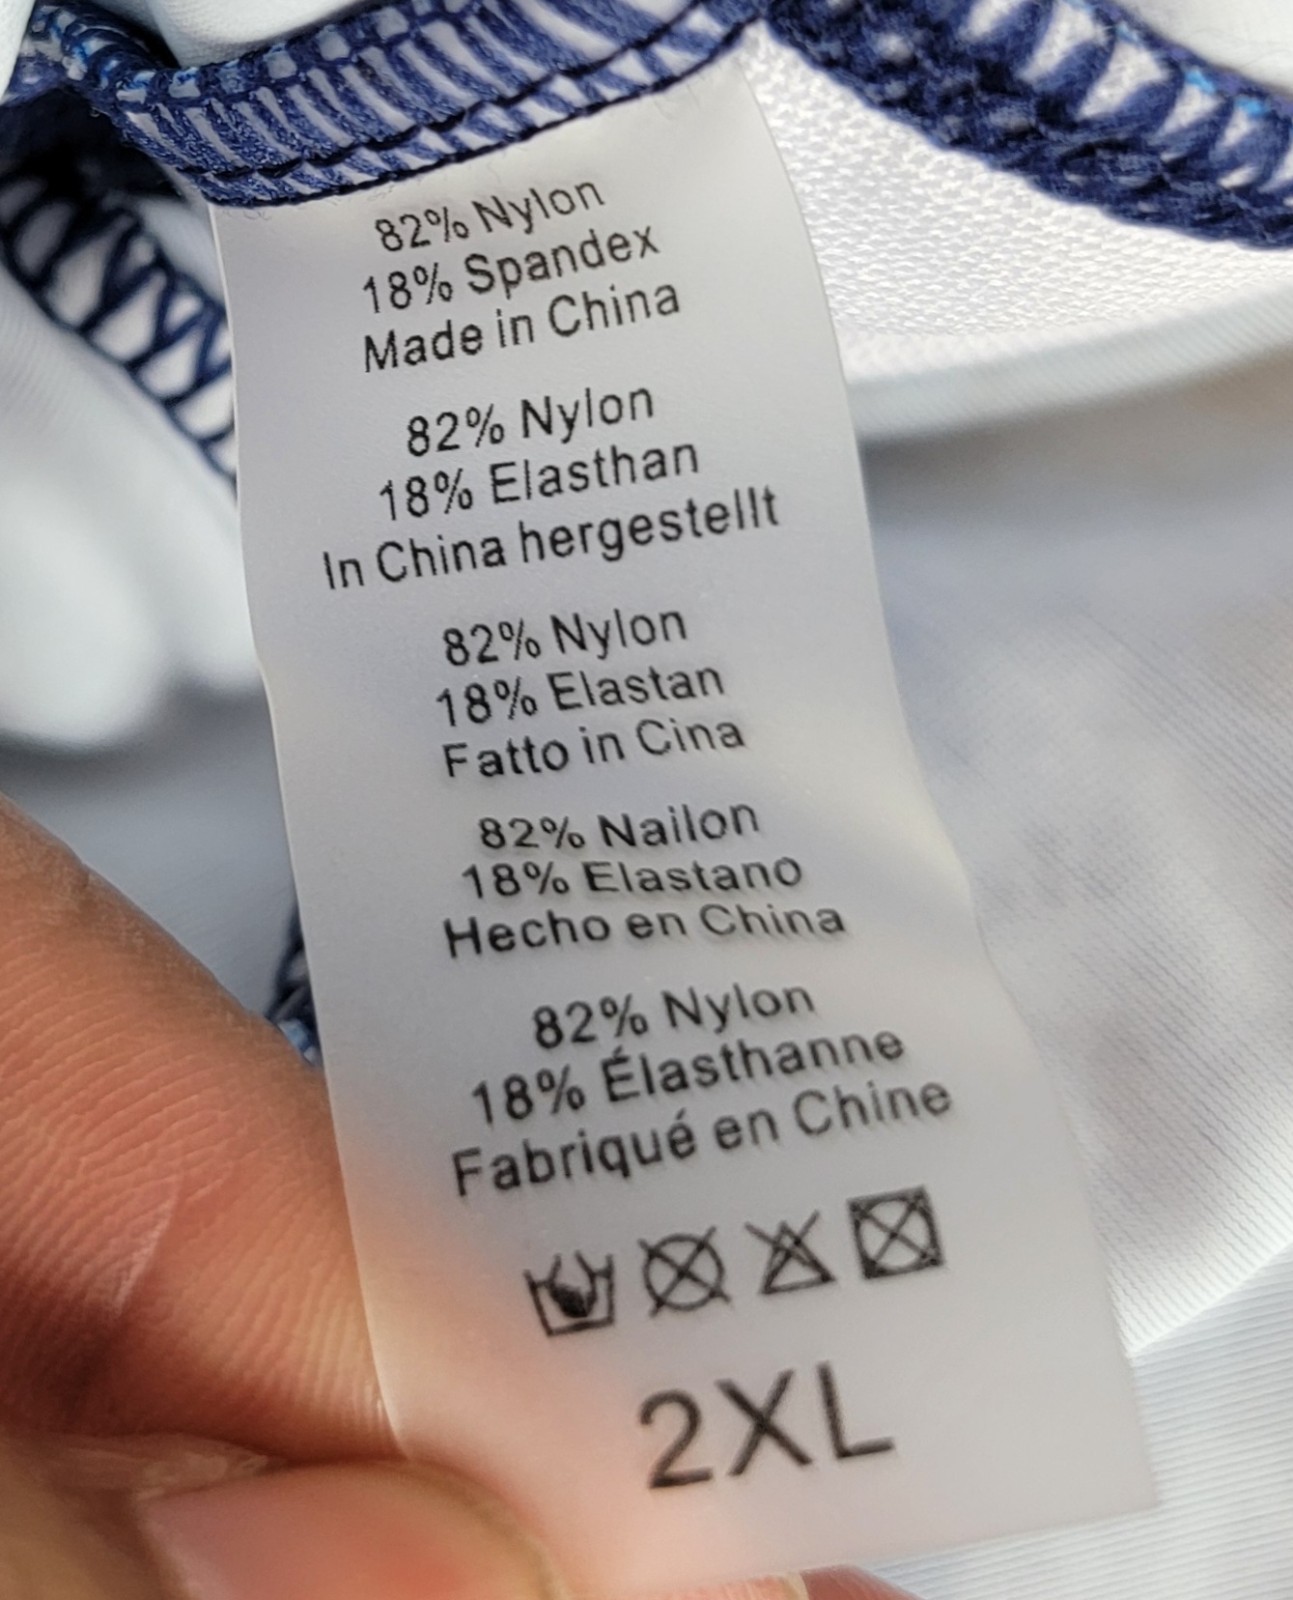 82% Nylon
18% Spandex
Made in China
82% Nylon
18% Elasthan
In China hergestellt
82% Nylon
18% Elastan
Fatto in Cina
82% Nailon
18% Elastano
Hecho en China
82% Nylon
18% Élasthanne
Fabriqué en Chine
2XL